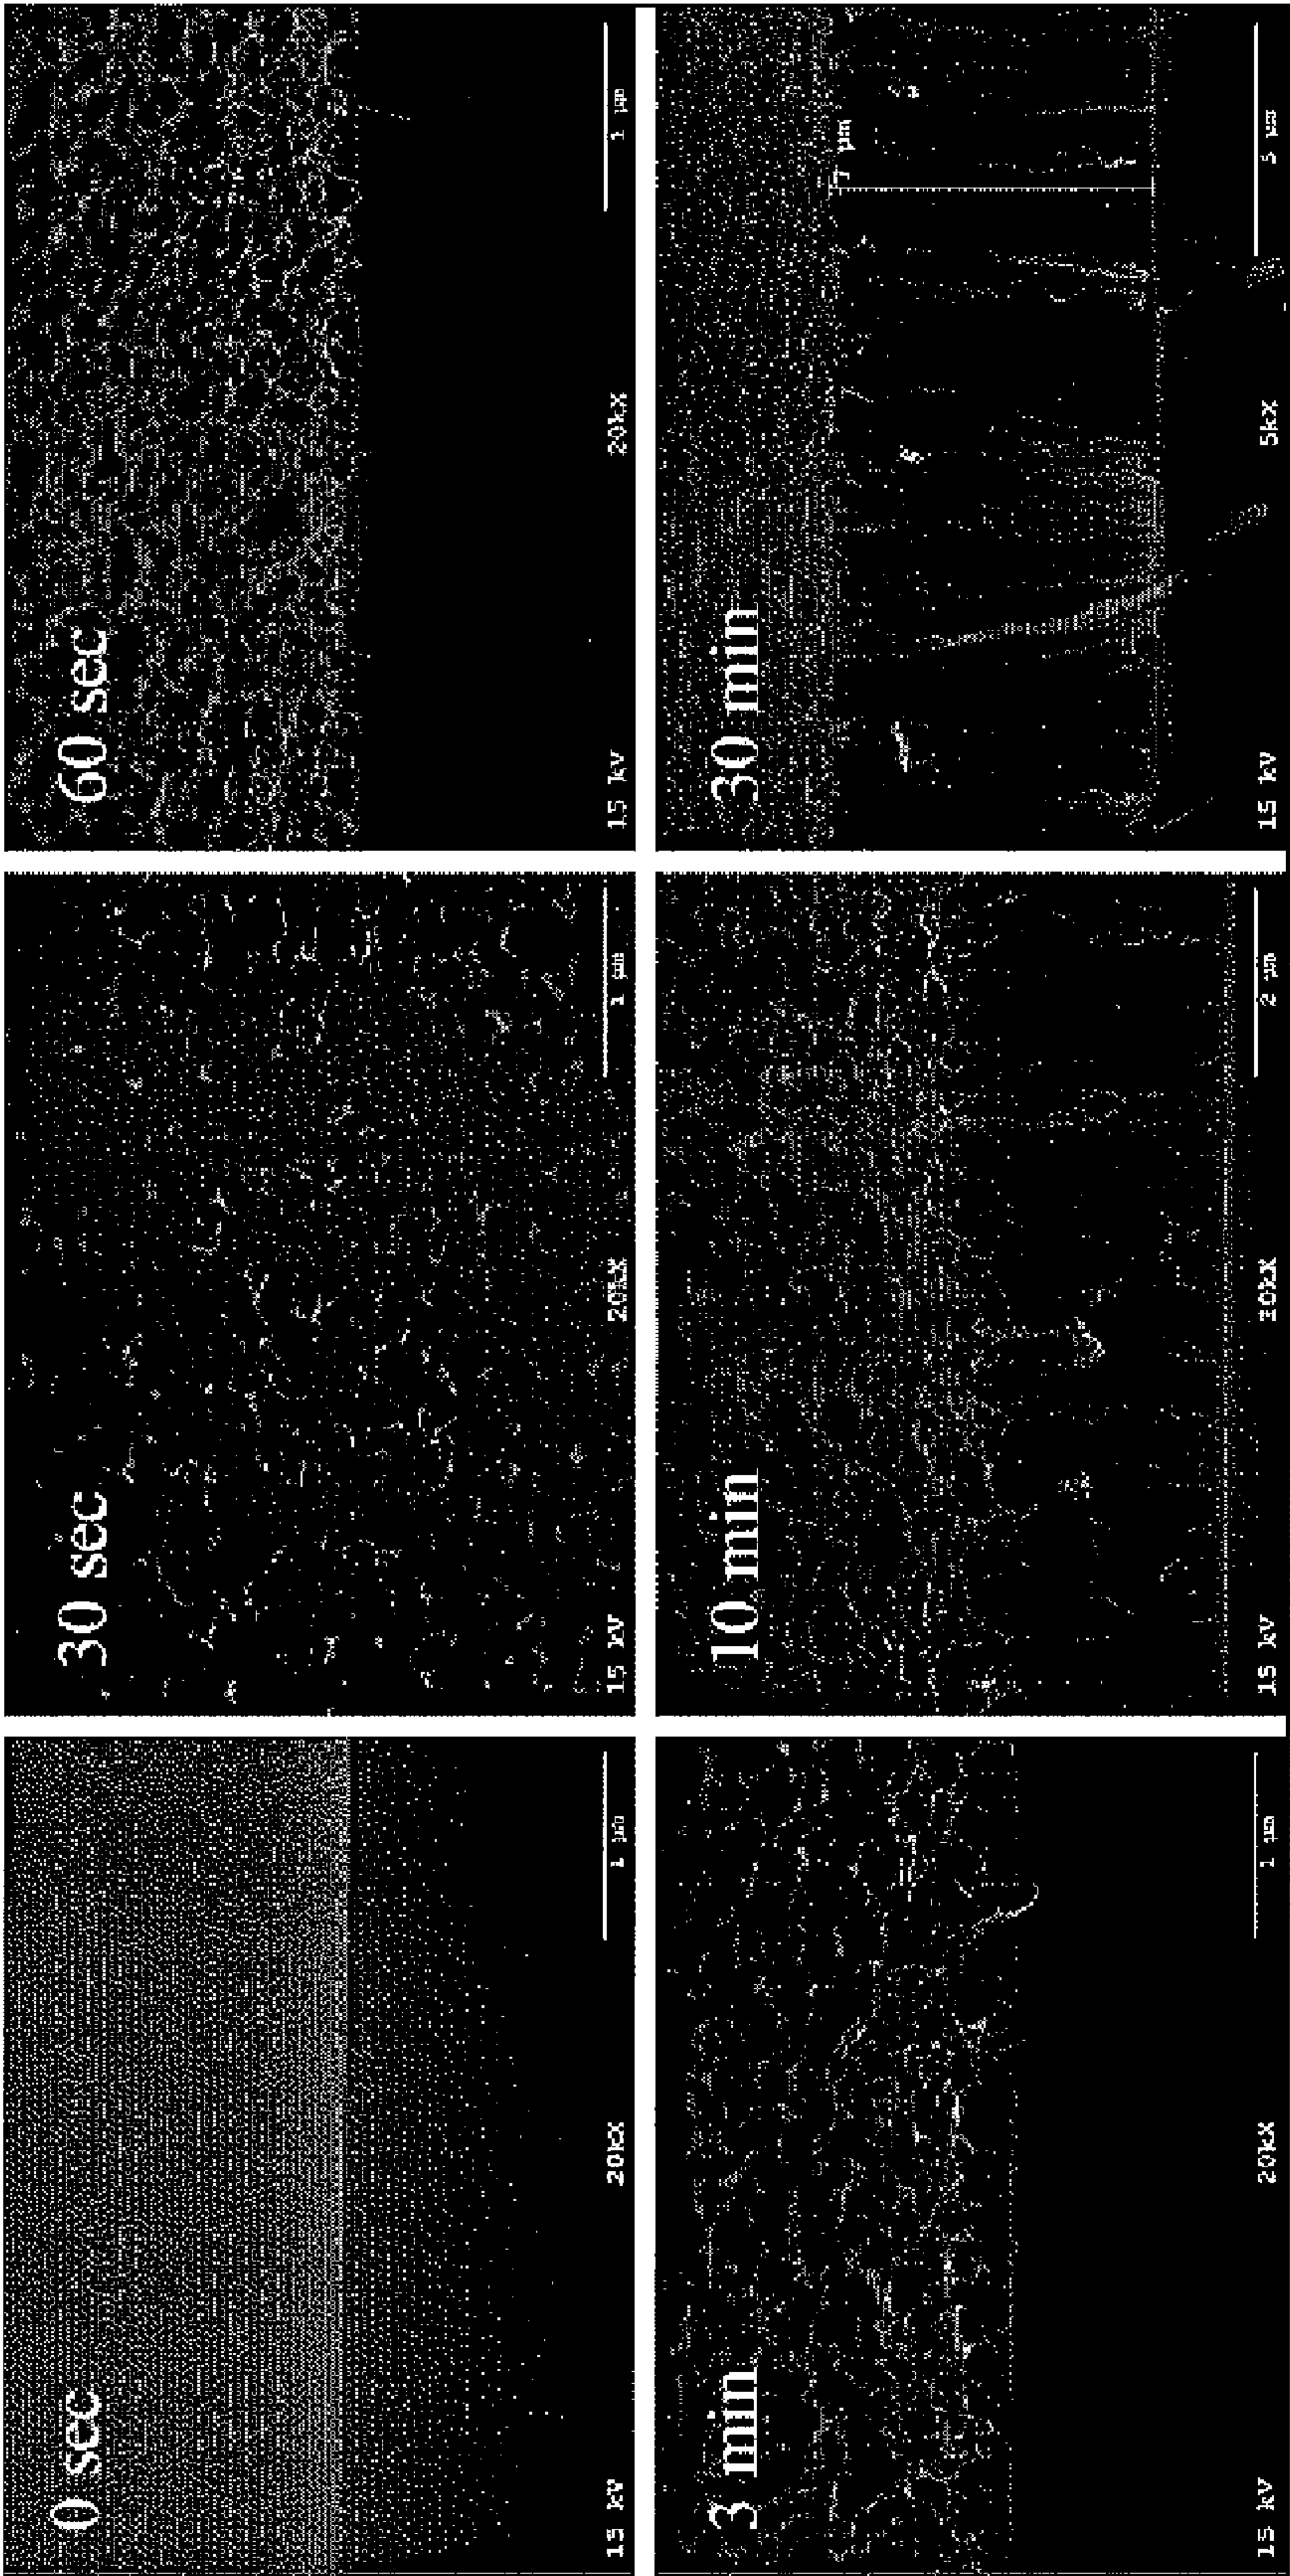 0 sec
15 kV 20kX 1 µm
30 sec
15 kV 20kX 1 µm
60 sec
15 kV 20kX 1 µm
3 min
15 kV 20kX 1 µm
10 min
15 kV 10kX 2 µm
30 min
7 µm
15 kV 5kX 5 µm